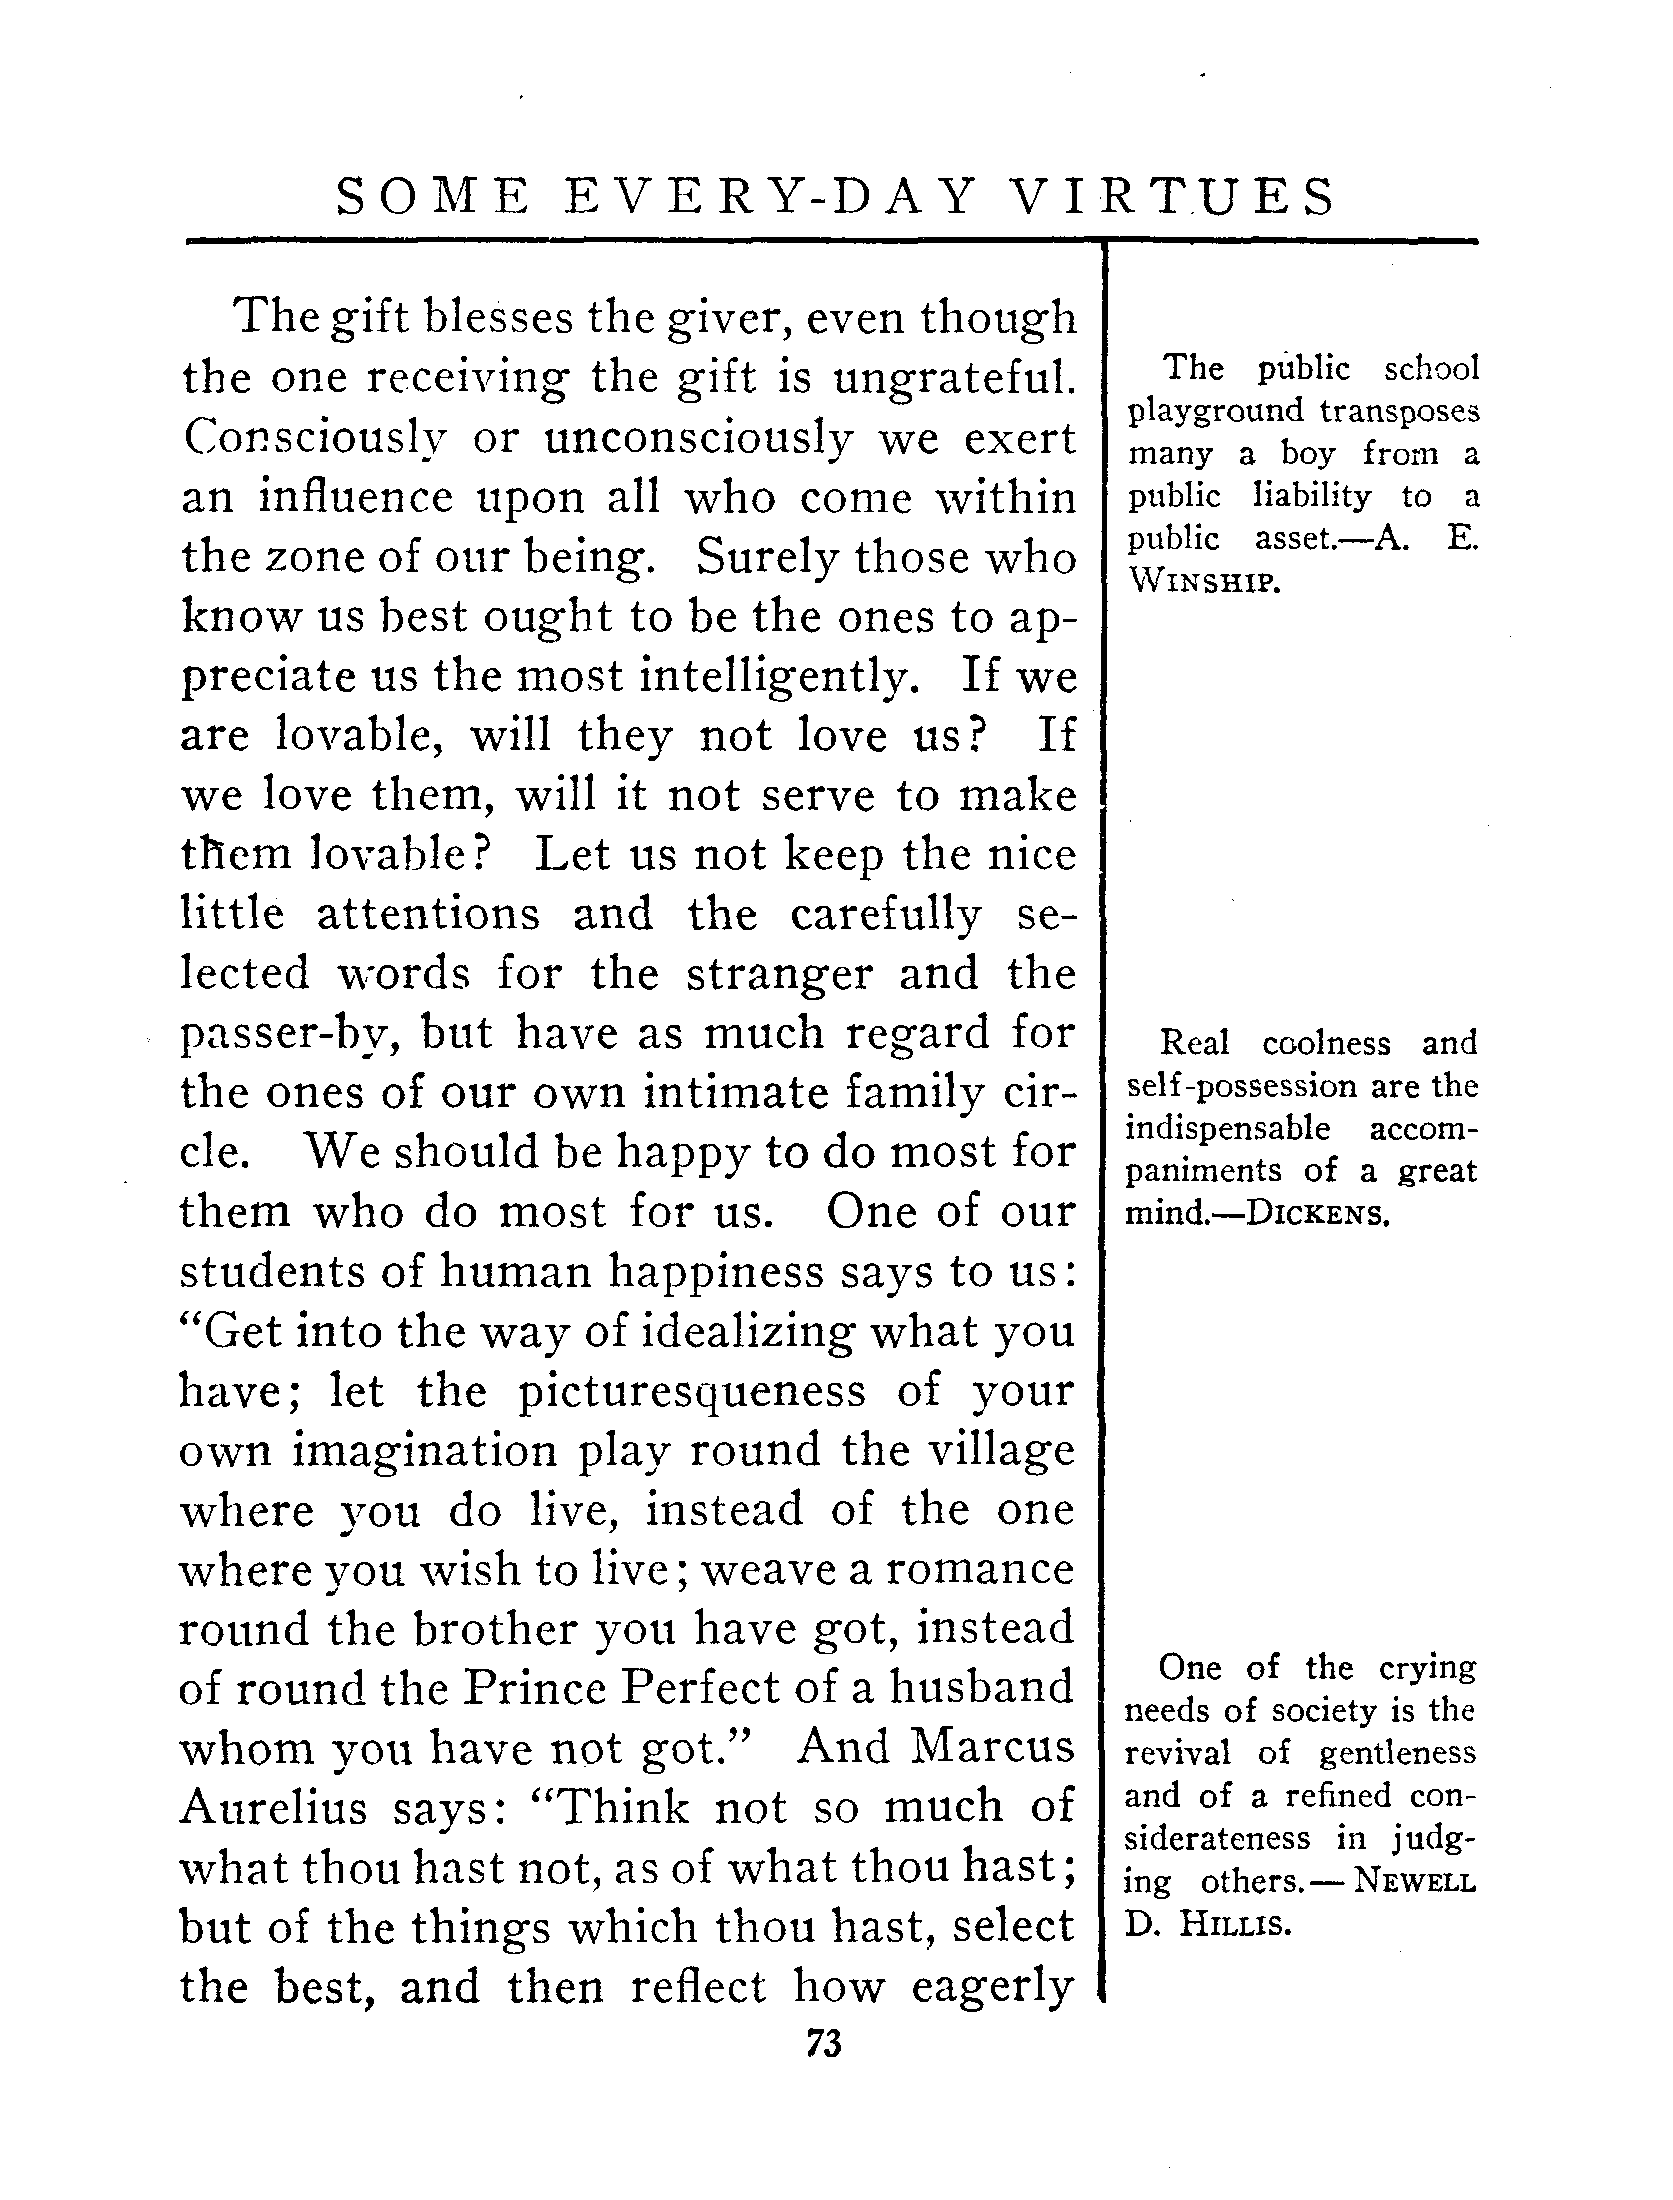 SOME EVERY-DAY VIRTUES
The gift blesses the giver, even though
the one receiving the gift is ungrateful.
Consciously or unconsciously we exert
an influence upon all who come within
the zone of our being. Surely those who
know us best ought to be the ones to ap-
preciate us the most intelligently. If we
are lovable, will they not love us? If
we love them, will it not serve to make
them lovable? Let us not keep the nice
little attentions and the carefully se-
lected words for the stranger and the
passer-by, but have as much regard for
the ones of our own intimate family cir-
cle. We should be happy to do most for
them who do most for us. One of our
students of human happiness says to us:
“Get into the way of idealizing what you
have; let the picturesqueness of your
own imagination play round the village
where you do live, instead of the one
where you wish to live; weave a romance
round the brother you have got, instead
of round the Prince Perfect of a husband
whom you have not got.” And Marcus
Aurelius says: “Think not so much of
what thou hast not, as of what thou hast;
but of the things which thou hast, select
the best, and then reflect how eagerly
The public school
playground transposes
many a boy from a
public liability to a
public asset.—A. E.
WINSHIP.
Real coolness and
self-possession are the
indispensable accom-
paniments of a great
mind.—DICKENS.
One of the crying
needs of society is the
revival of gentleness
and of a refined con-
siderateness in judg-
ing others.—NEWELL
D. HILLIS.
73